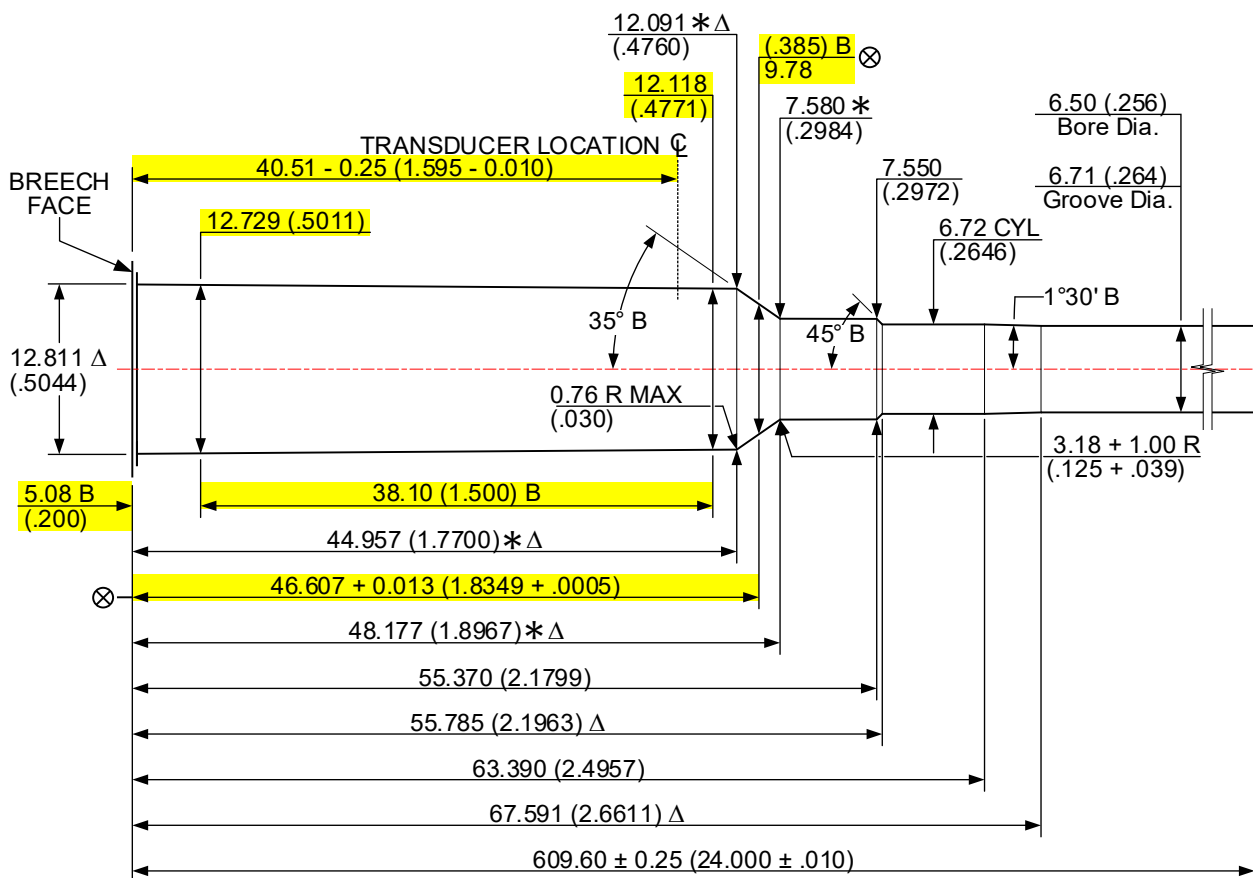 12.091 * Δ
(.4760)
(.385) B ⊗
9.78
12.118
(.4771)
7.580 *
(.2984)
6.50 (.256)
Bore Dia.
TRANSDUCER LOCATION ℄
40.51 - 0.25 (1.595 - 0.010)
7.550
(.2972)
6.71 (.264)
Groove Dia.
BREECH
FACE
12.729 (.5011)
6.72 CYL
(.2646)
1°30' B
35° B
45° B
12.811 Δ
(.5044)
0.76 R MAX
(.030)
3.18 + 1.00 R
(.125 + .039)
5.08 B
(.200)
38.10 (1.500) B
44.957 (1.7700) * Δ
⊗ 46.607 + 0.013 (1.8349 + .0005)
48.177 (1.8967) * Δ
55.370 (2.1799)
55.785 (2.1963) Δ
63.390 (2.4957)
67.591 (2.6611) Δ
609.60 ± 0.25 (24.000 ± .010)